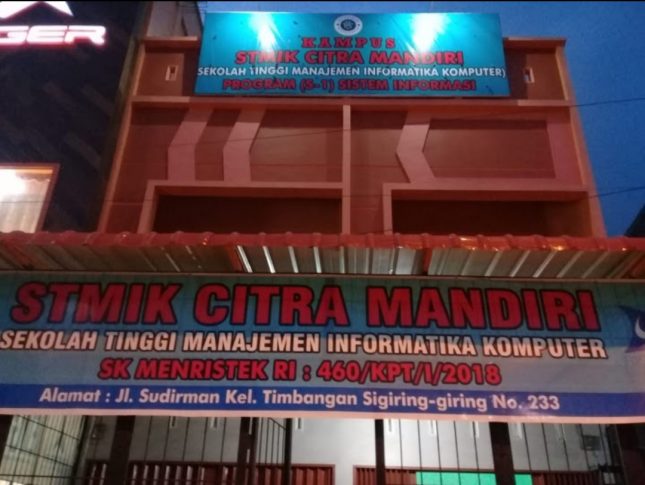 GER
KAMPUS
STMIK CITRA MANDIRI
(SEKOLAH TINGGI MANAJEMEN INFORMATIKA KOMPUTER)
PROGRAM (S-1) SISTEM INFORMASI
STMIK CITRA MANDIRI
SEKOLAH TINGGI MANAJEMEN INFORMATIKA KOMPUTER
SK MENRISTEK RI : 460/KPT/I/2018
Alamat : Jl. Sudirman Kel. Timbangan Sigiring-giring No. 233